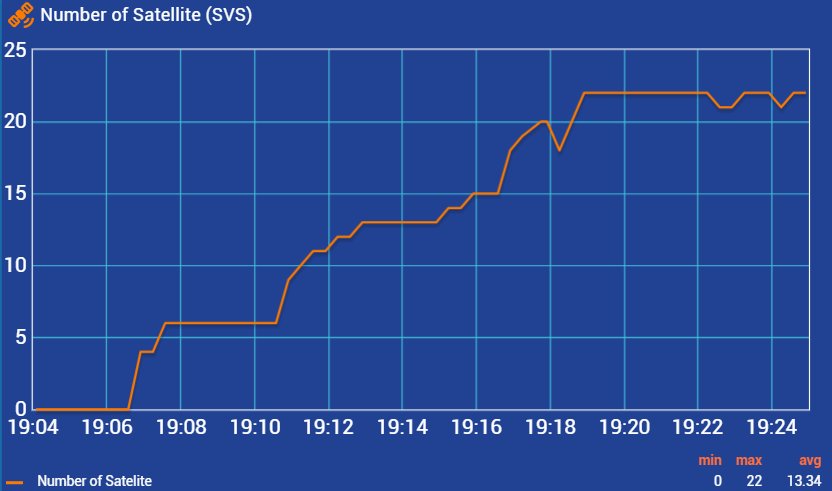 Number of Satellite (SVS)
25
20
15
10
5
0
19:04 19:06 19:08 19:10 19:12 19:14 19:16 19:18 19:20 19:22 19:24
min max avg
Number of Satelite 0 22 13.34